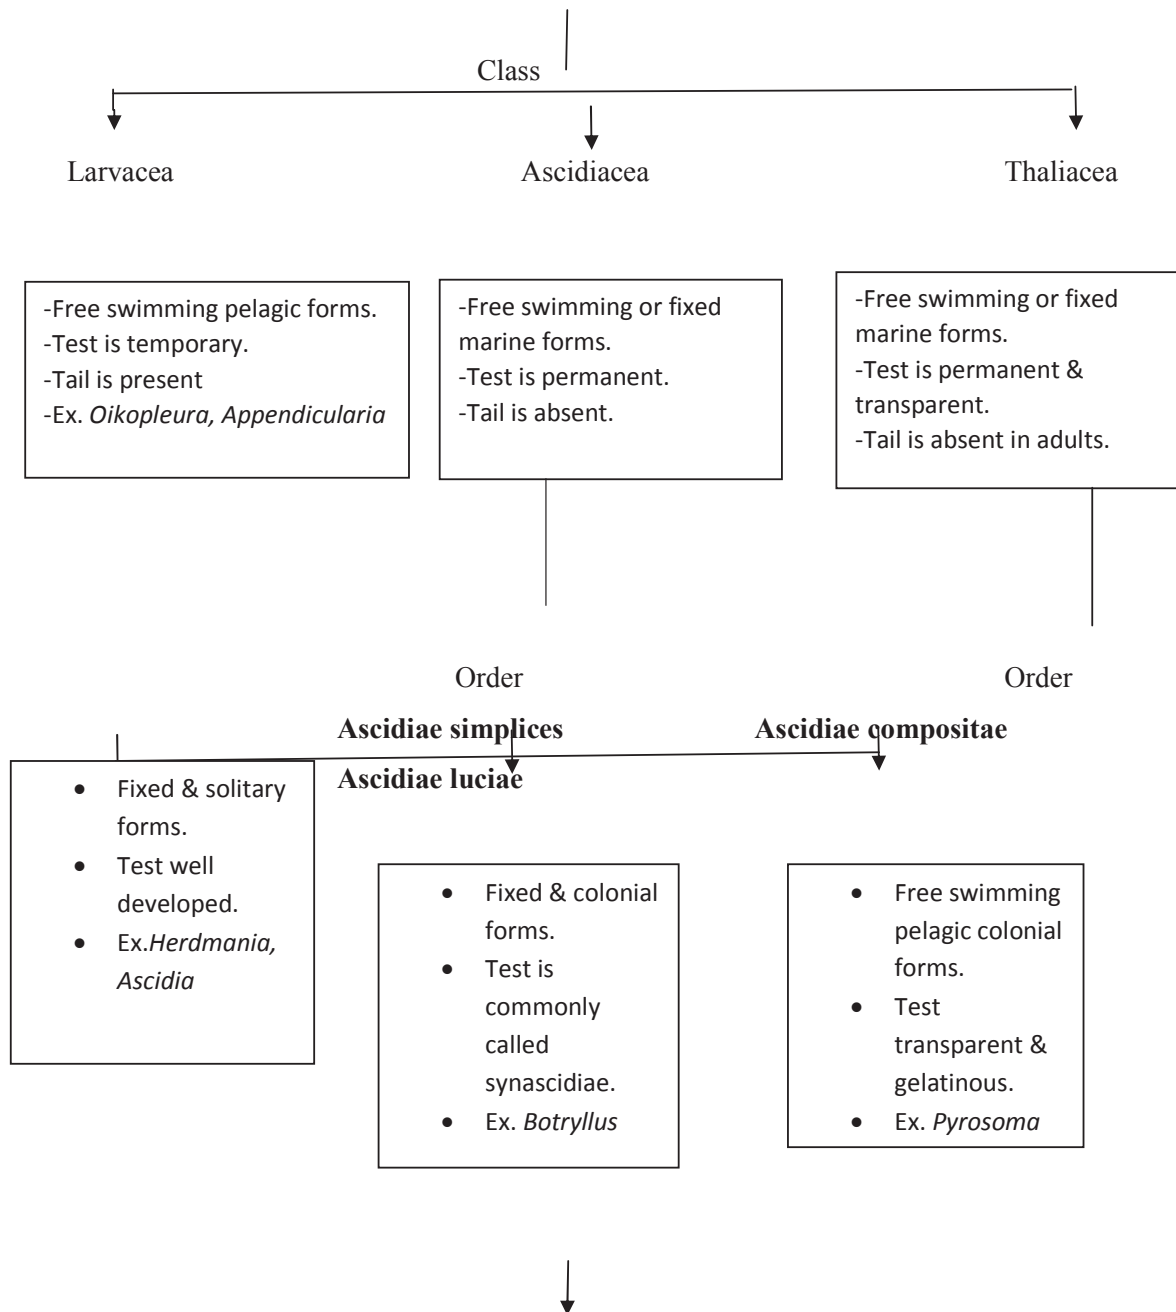 Class
Larvacea
Ascidiacea
Thaliacea
-Free swimming pelagic forms.
-Test is temporary.
-Tail is present
-Ex. Oikopleura, Appendicularia
-Free swimming or fixed
marine forms.
-Test is permanent.
-Tail is absent.
-Free swimming or fixed
marine forms.
-Test is permanent &
transparent.
-Tail is absent in adults.
Order
Order
Ascidiae simplices
Ascidiae compositae
Ascidiae luciae
• Fixed & solitary
forms.
• Test well
developed.
• Ex.Herdmania,
Ascidia
• Fixed & colonial
forms.
• Test is
commonly
called
synascidiae.
• Ex. Botryllus
• Free swimming
pelagic colonial
forms.
• Test
transparent &
gelatinous.
• Ex. Pyrosoma